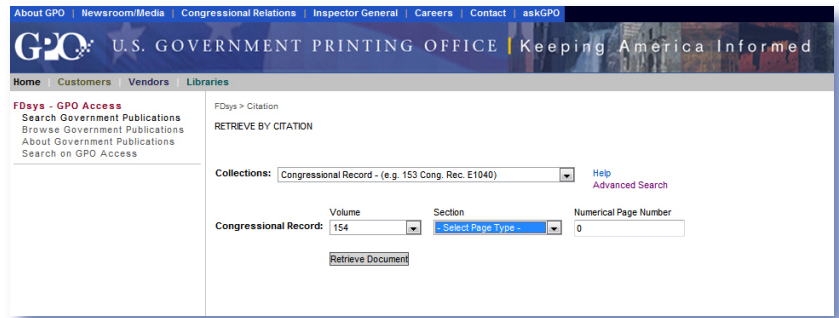 About GPO | Newsroom/Media | Congressional Relations | Inspector General | Careers | Contact | askGPO
GPO U.S. GOVERNMENT PRINTING OFFICE | Keeping America Informed
Home | Customers | Vendors | Libraries
FDsys - GPO Access
Search Government Publications
Browse Government Publications
About Government Publications
Search on GPO Access
FDsys > Citation
RETRIEVE BY CITATION
Collections: Congressional Record - (e.g. 153 Cong. Rec. E1040) Help
Advanced Search
Volume Section Numerical Page Number
Congressional Record: 154 - Select Page Type - 0
Retrieve Document